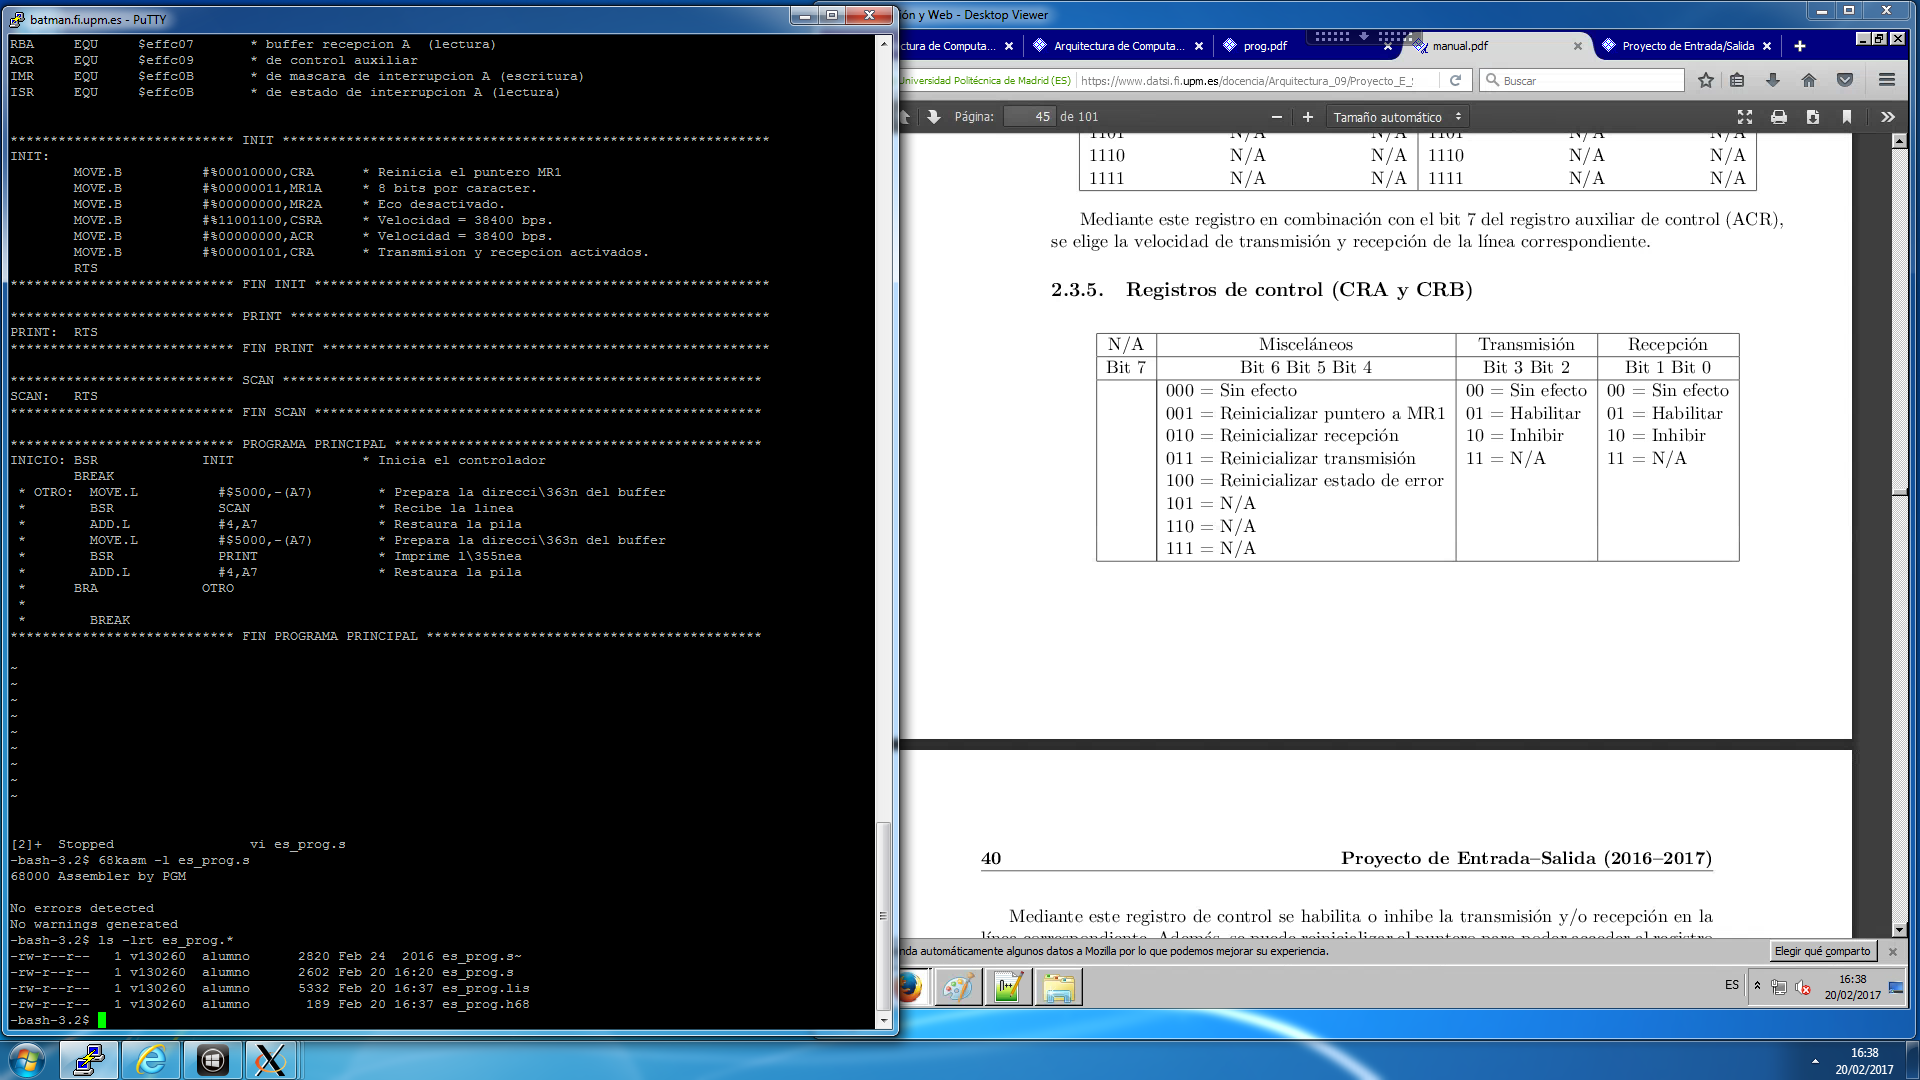 batman.fi.upm.es - PuTTY
RBA EQU $effc07 * buffer recepcion A (lectura)
ACR EQU $effc09 * de control auxiliar
IMR EQU $effc0B * de mascara de interrupcion A (escritura)
ISR EQU $effc0B * de estado de interrupcion A (lectura)
**************************** INIT *************************************************************
INIT:
MOVE.B #%00010000,CRA * Reinicia el puntero MR1
MOVE.B #%00000011,MR1A * 8 bits por caracter.
MOVE.B #%00000000,MR2A * Eco desactivado.
MOVE.B #%11001100,CSRA * Velocidad = 38400 bps.
MOVE.B #%00000000,ACR * Velocidad = 38400 bps.
MOVE.B #%00000101,CRA * Transmision y recepcion activados.
RTS
**************************** FIN INIT *********************************************************
**************************** PRINT ************************************************************
PRINT: RTS
**************************** FIN PRINT ********************************************************
**************************** SCAN ************************************************************
SCAN: RTS
**************************** FIN SCAN ********************************************************
**************************** PROGRAMA PRINCIPAL **********************************************
INICIO: BSR INIT * Inicia el controlador
BREAK
* OTRO: MOVE.L #$5000,-(A7) * Prepara la direcci\363n del buffer
* BSR SCAN * Recibe la linea
* ADD.L #4,A7 * Restaura la pila
* MOVE.L #$5000,-(A7) * Prepara la direcci\363n del buffer
* BSR PRINT * Imprime l\355nea
* ADD.L #4,A7 * Restaura la pila
* BRA OTRO
*
* BREAK
**************************** FIN PROGRAMA PRINCIPAL ******************************************
~
~
~
~
~
~
~
~
~
[2]+ Stopped vi es_prog.s
-bash-3.2$ 68kasm -l es_prog.s
68000 Assembler by PGM
No errors detected
No warnings generated
-bash-3.2$ ls -lrt es_prog.*
-rw-r--r-- 1 v130260 alumno 2820 Feb 24 2016 es_prog.s~
-rw-r--r-- 1 v130260 alumno 2602 Feb 20 16:20 es_prog.s
-rw-r--r-- 1 v130260 alumno 5332 Feb 20 16:37 es_prog.lis
-rw-r--r-- 1 v130260 alumno 189 Feb 20 16:37 es_prog.h68
-bash-3.2$
ón y Web - Desktop Viewer
ctura de Computa... Arquitectura de Computa... prog.pdf manual.pdf Proyecto de Entrada/Salida
Universidad Politécnica de Madrid (ES) https://www.datsi.fi.upm.es/docencia/Arquitectura_09/Proyecto_E_S Buscar
Página: 45 de 101 Tamaño automático
1101 N/A N/A 1101 N/A N/A
1110 N/A N/A 1110 N/A N/A
1111 N/A N/A 1111 N/A N/A
Mediante este registro en combinación con el bit 7 del registro auxiliar de control (ACR),
se elige la velocidad de transmisión y recepción de la línea correspondiente.
2.3.5. Registros de control (CRA y CRB)
N/A Misceláneos Transmisión Recepción
Bit 7 Bit 6 Bit 5 Bit 4 Bit 3 Bit 2 Bit 1 Bit 0
000 = Sin efecto 00 = Sin efecto 00 = Sin efecto
001 = Reinicializar puntero a MR1 01 = Habilitar 01 = Habilitar
010 = Reinicializar recepción 10 = Inhibir 10 = Inhibir
011 = Reinicializar transmisión 11 = N/A 11 = N/A
100 = Reinicializar estado de error
101 = N/A
110 = N/A
111 = N/A
40 Proyecto de Entrada–Salida (2016–2017)
Mediante este registro de control se habilita o inhibe la transmisión y/o recepción en la
línea correspondiente. Además, se puede reinicializar el puntero para poder acceder al registro
nda automáticamente algunos datos a Mozilla por lo que podemos mejorar su experiencia. Elegir qué comparto
ES 16:38
20/02/2017
16:38
20/02/2017